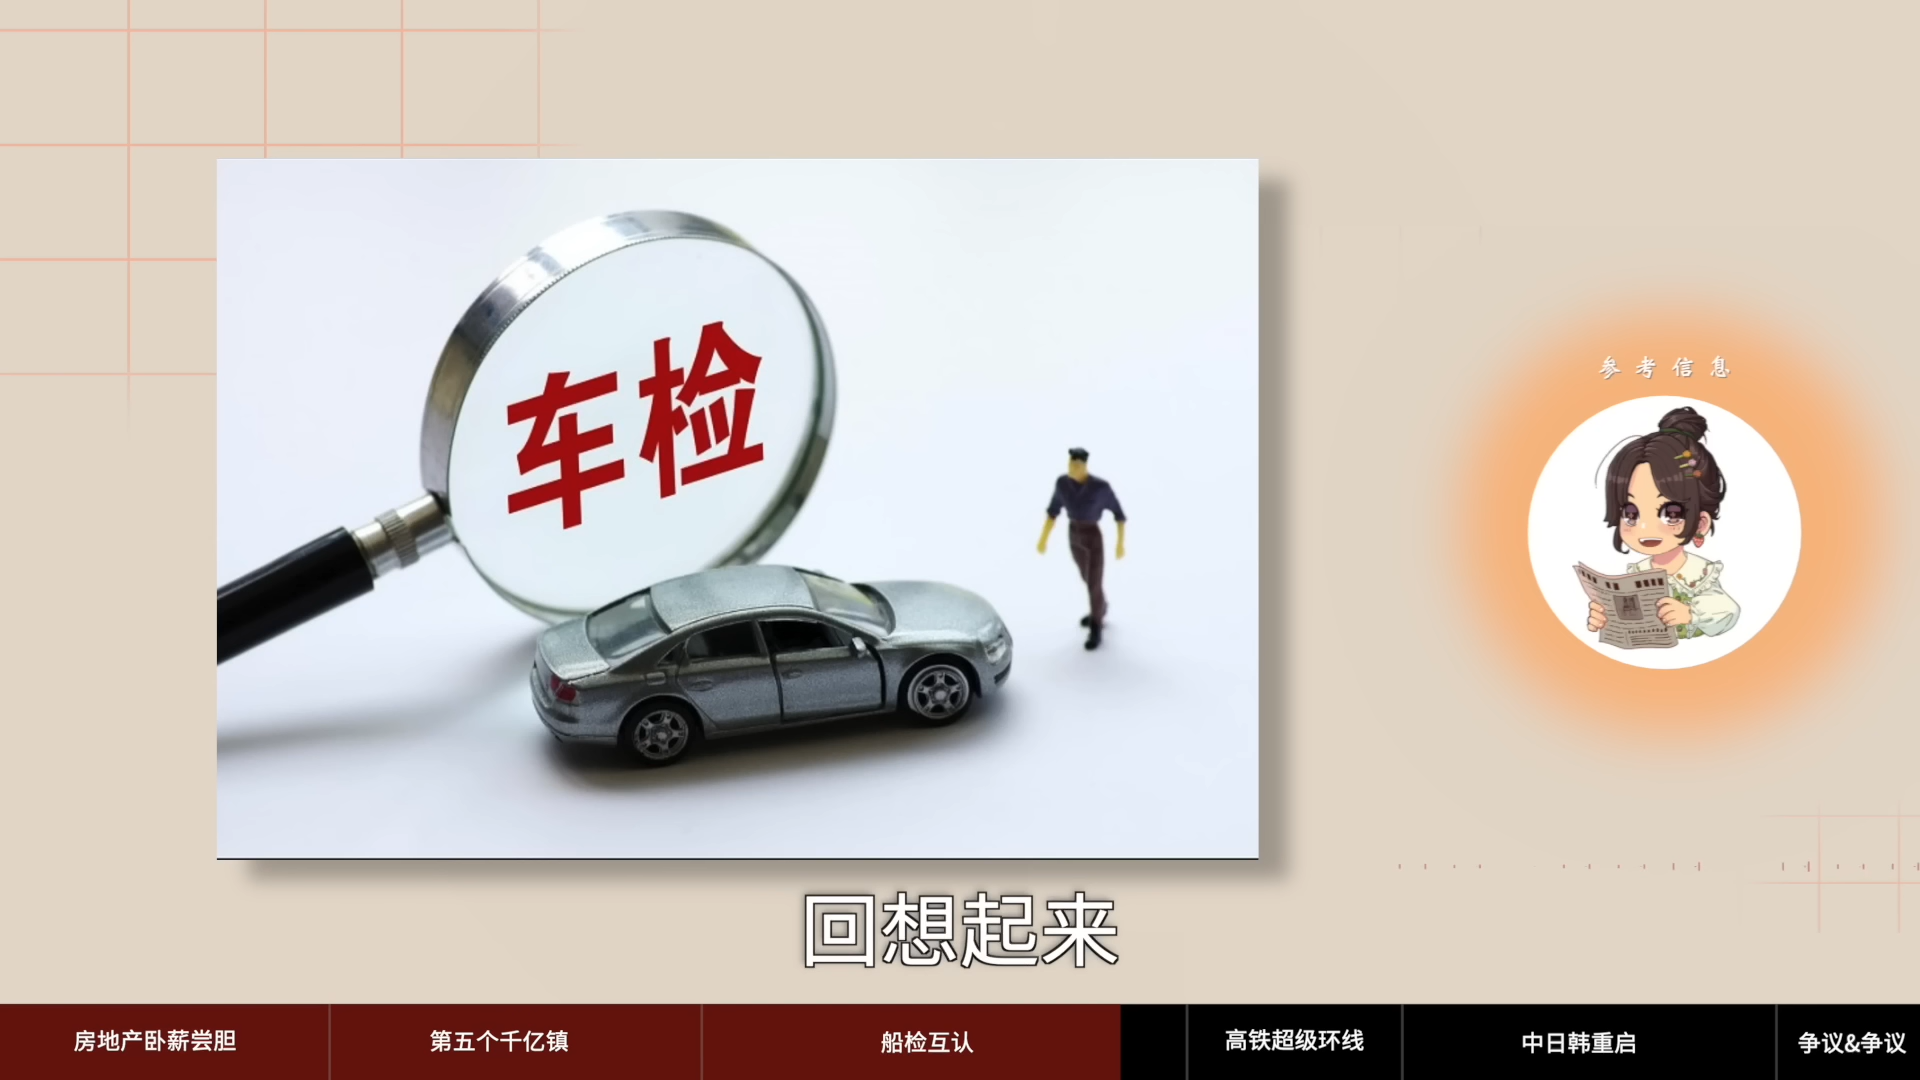 参考信息
车检
回想起来
房地产卧薪尝胆
第五个千亿镇
船检互认
高铁超级环线
中日韩重启
争议&争议